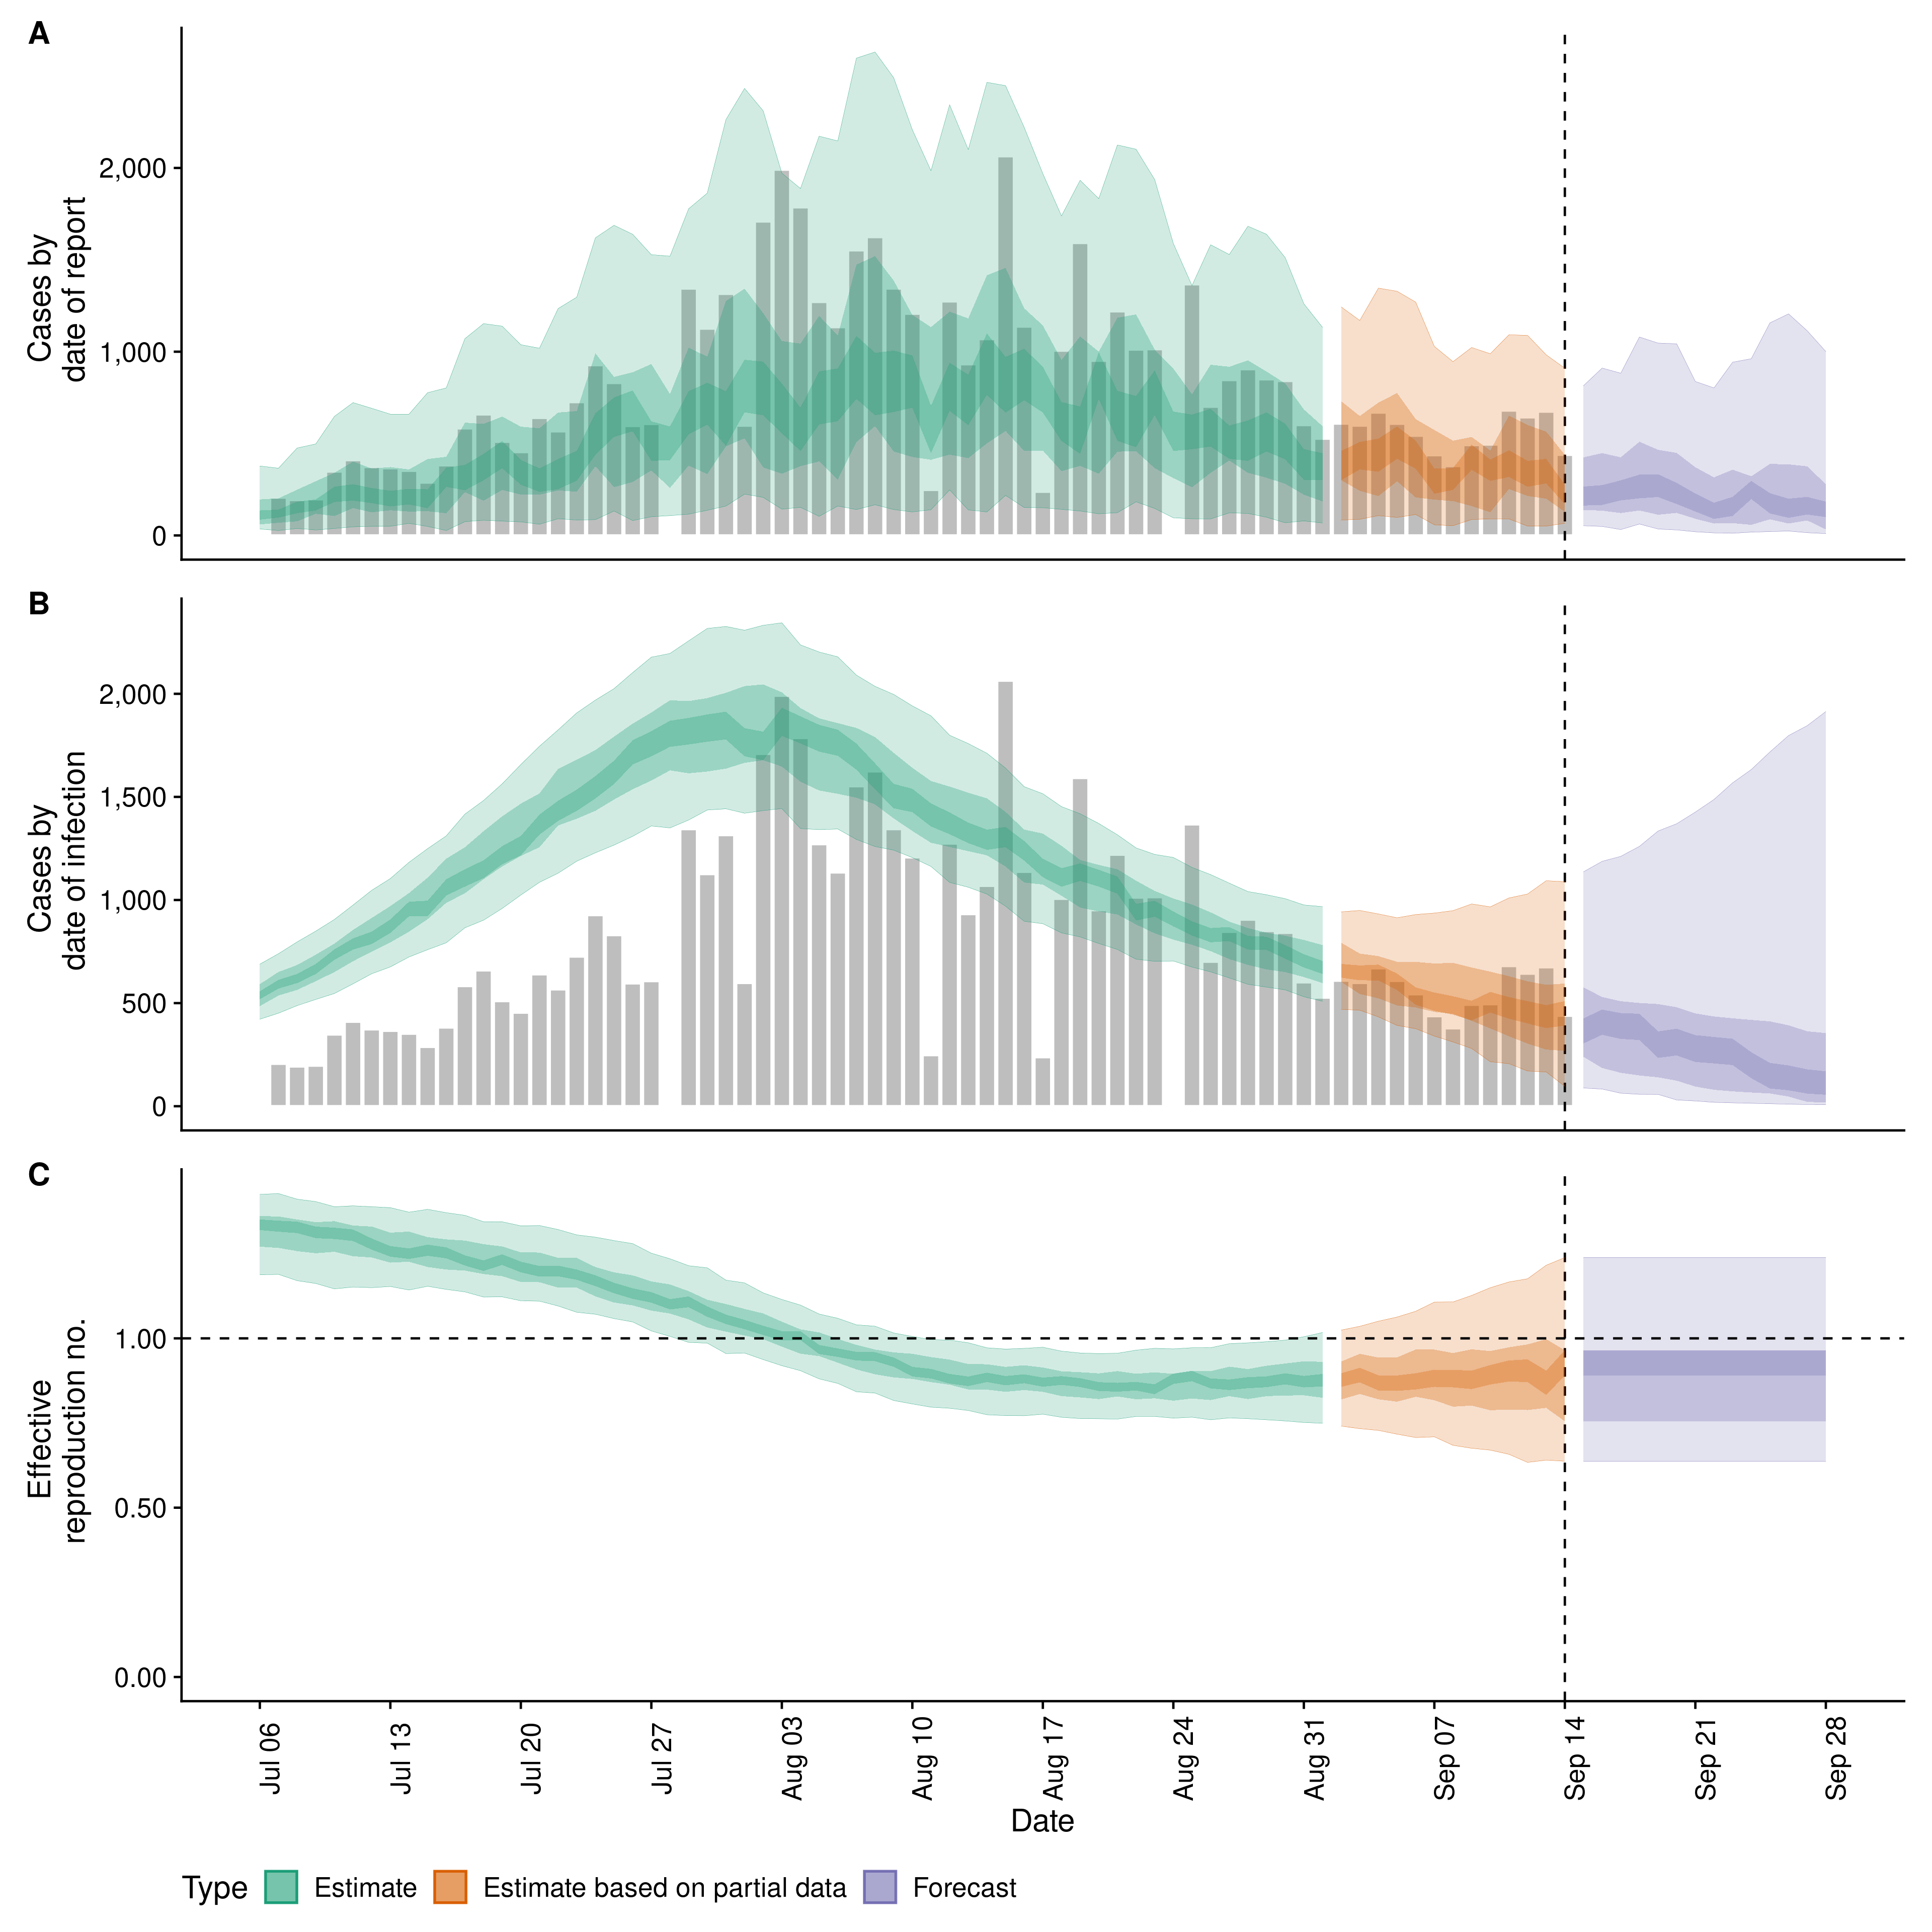 A
Cases by
date of report
2,000
1,000
0
B
Cases by
date of infection
2,000
1,500
1,000
500
0
C
Effective
reproduction no.
1.00
0.50
0.00
Jul 06
Jul 13
Jul 20
Jul 27
Aug 03
Aug 10
Aug 17
Aug 24
Aug 31
Sep 07
Sep 14
Sep 21
Sep 28
Date
Type Estimate Estimate based on partial data Forecast